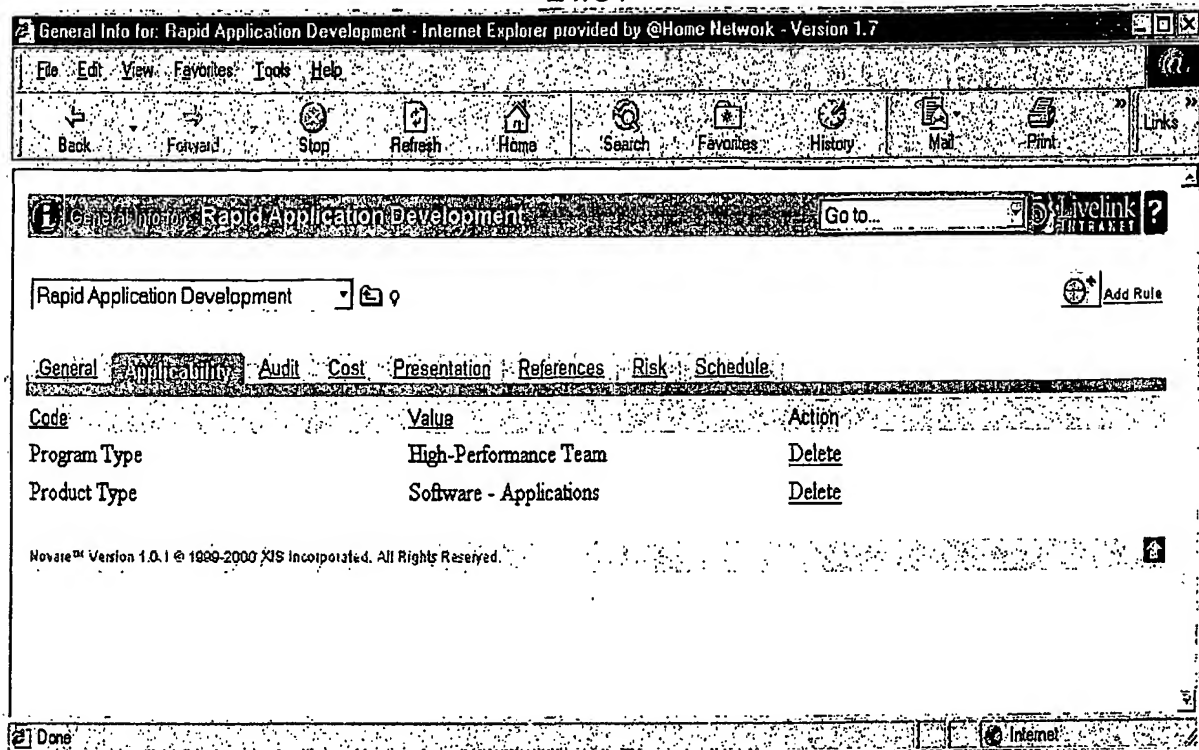 General Info for: Rapid Application Development - Internet Explorer provided by @Home Network - Version 1.7
File Edit View Favorites Tools Help
Back Forward Stop Refresh Home Search Favorites History Mail Print » Links »
General Info for: Rapid Application Development Go to... Livelink ?
INTRANET
Rapid Application Development Add Rule
General Applicability Audit Cost Presentation References Risk Schedule
Code Value Action
Program Type High-Performance Team Delete
Product Type Software - Applications Delete
Novare™ Version 1.0.1 © 1999-2000 XIS Incorporated. All Rights Reserved.
Done Internet